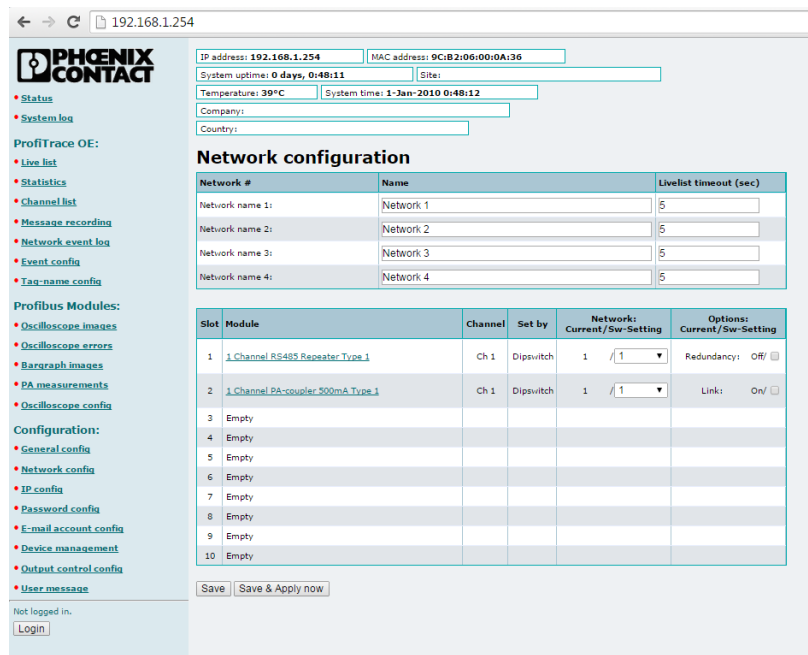 192.168.1.254
PHŒNIX
CONTACT
Status
System log
ProfiTrace OE:
Live list
Statistics
Channel list
Message recording
Network event log
Event config
Tag-name config
Profibus Modules:
Oscilloscope images
Oscilloscope errors
Bargraph images
PA measurements
Oscilloscope config
Configuration:
General config
Network config
IP config
Password config
E-mail account config
Device management
Output control config
User message
Not logged in.
Login
IP address: 192.168.1.254 MAC address: 9C:B2:06:00:0A:36
System uptime: 0 days, 0:48:11 Site:
Temperature: 39°C System time: 1-Jan-2010 0:48:12
Company:
Country:
Network configuration
Network # Name Livelist timeout (sec)
Network name 1: Network 1 5
Network name 2: Network 2 5
Network name 3: Network 3 5
Network name 4: Network 4 5
Slot Module Channel Set by Network: Current/Sw-Setting Options: Current/Sw-Setting
1 1 Channel RS485 Repeater Type 1 Ch 1 Dipswitch 1 / 1 Redundancy: Off/
2 1 Channel PA-coupler 500mA Type 1 Ch 1 Dipswitch 1 / 1 Link: On/
3 Empty
4 Empty
5 Empty
6 Empty
7 Empty
8 Empty
9 Empty
10 Empty
Save Save & Apply now